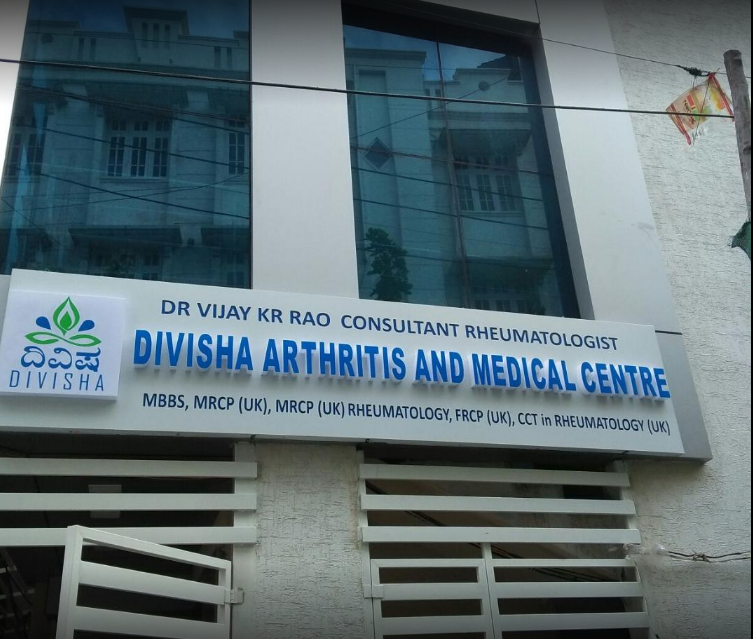 DR VIJAY KR RAO CONSULTANT RHEUMATOLOGIST
ದಿವಿಷ
DIVISHA
DIVISHA ARTHRITIS AND MEDICAL CENTRE
MBBS, MRCP (UK), MRCP (UK) RHEUMATOLOGY, FRCP (UK), CCT in RHEUMATOLOGY (UK)